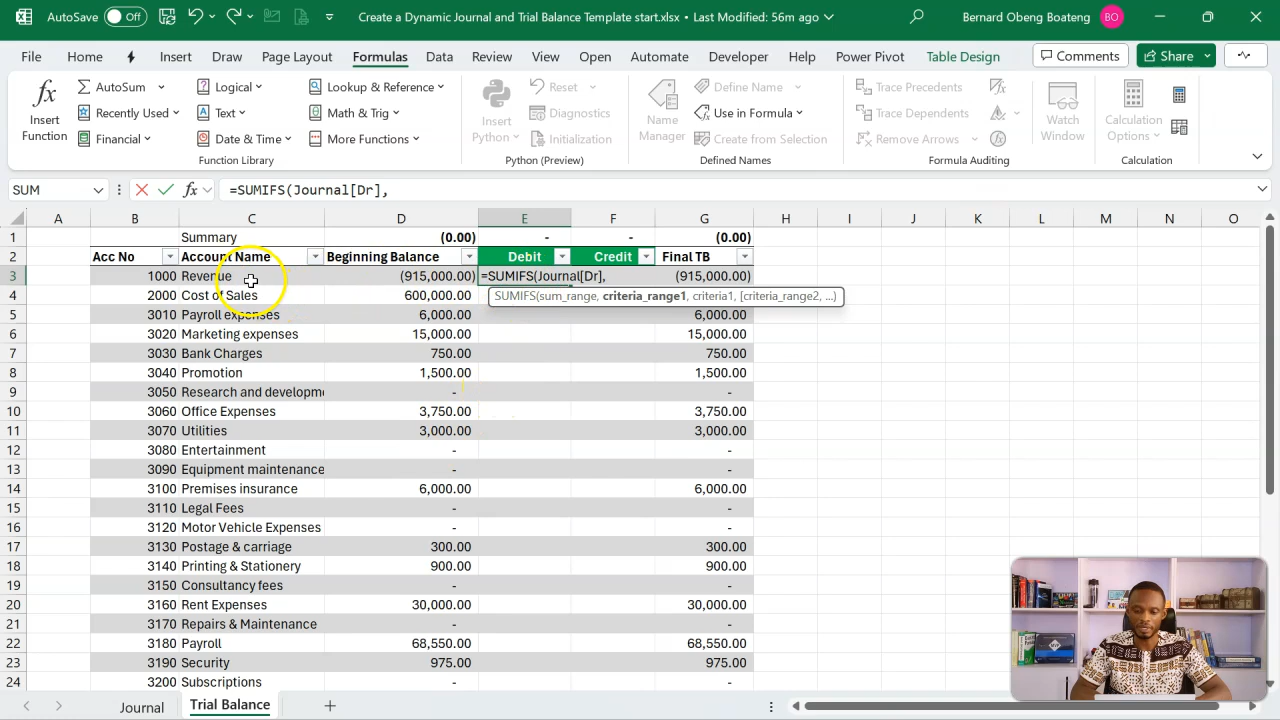 AutoSave Off Create a Dynamic Journal and Trial Balance Template start.xlsx • Last Modified: 56m ago Bernard Obeng Boateng BO
File Home Insert Draw Page Layout Formulas Data Review View Open Automate Developer Help Power Pivot Table Design Comments Share
fx Insert Function
AutoSum
Recently Used
Financial
Logical
Text
Date & Time
Lookup & Reference
Math & Trig
More Functions
Function Library
Insert Python
Reset
Diagnostics
Initialization
Python (Preview)
Name Manager
Define Name
Use in Formula
Create from Selection
Defined Names
Trace Precedents
Trace Dependents
Remove Arrows
Formula Auditing
Watch Window
Calculation Options
Calculation
SUM fx =SUMIFS(Journal[Dr],
A B C D E F G H I J K L M N O
1 Summary (0.00) - - (0.00)
2 Acc No Account Name Beginning Balance Debit Credit Final TB
3 1000 Revenue (915,000.00) =SUMIFS(Journal[Dr], (915,000.00)
4 2000 Cost of Sales 600,000.00 SUMIFS(sum_range, criteria_range1, criteria1, [criteria_range2, ...)
5 3010 Payroll expenses 6,000.00 6,000.00
6 3020 Marketing expenses 15,000.00 15,000.00
7 3030 Bank Charges 750.00 750.00
8 3040 Promotion 1,500.00 1,500.00
9 3050 Research and developm - -
10 3060 Office Expenses 3,750.00 3,750.00
11 3070 Utilities 3,000.00 3,000.00
12 3080 Entertainment - -
13 3090 Equipment maintenance - -
14 3100 Premises insurance 6,000.00 6,000.00
15 3110 Legal Fees - -
16 3120 Motor Vehicle Expenses - -
17 3130 Postage & carriage 300.00 300.00
18 3140 Printing & Stationery 900.00 900.00
19 3150 Consultancy fees - -
20 3160 Rent Expenses 30,000.00 30,000.00
21 3170 Repairs & Maintenance - -
22 3180 Payroll 68,550.00 68,550.00
23 3190 Security 975.00 975.00
24 3200 Subscriptions - -
Journal Trial Balance